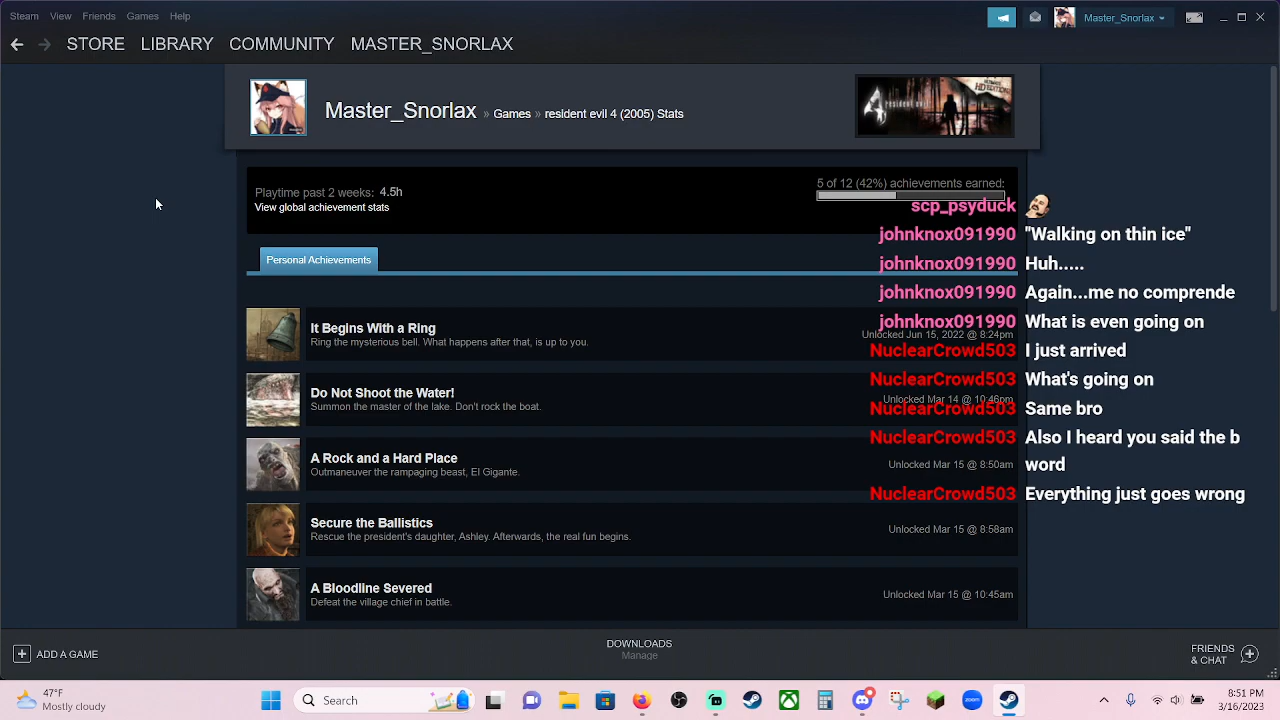 Steam View Friends Games Help
Master_Snorlax
STORE LIBRARY COMMUNITY MASTER_SNORLAX
Master_Snorlax » Games » resident evil 4 (2005) Stats
resident evil 4
HD EDITION
Playtime past 2 weeks: 4.5h
5 of 12 (42%) achievements earned:
View global achievement stats
scp_psyduck
johnknox091990 "Walking on thin ice"
Personal Achievements
johnknox091990 Huh.....
johnknox091990 Again...me no comprende
johnknox091990 What is even going on
It Begins With a Ring
Unlocked Jun 15, 2022 @ 8:24pm
the mysterious bell. What happens after that, is up to you.
NuclearCrowd503 I just arrived
NuclearCrowd503 What's going on
Do Not Shoot the Water!
Unlocked Mar 14 @ 10:46pm
Summon the master of the lake. Don't rock the boat.
NuclearCrowd503 Same bro
NuclearCrowd503 Also I heard you said the b
word
A Rock and a Hard Place
Unlocked Mar 15 @ 8:50am
Outmaneuver the rampaging beast, El Gigante.
NuclearCrowd503 Everything just goes wrong
Secure the Ballistics
Unlocked Mar 15 @ 8:58am
Rescue the president's daughter, Ashley. Afterwards, the real fun begins.
A Bloodline Severed
Unlocked Mar 15 @ 10:45am
Defeat the village chief in battle.
ADD A GAME
DOWNLOADS
Manage
FRIENDS
& CHAT
47°F
Mostly cloudy
Search
zoom
8:51 PM
3/16/2023